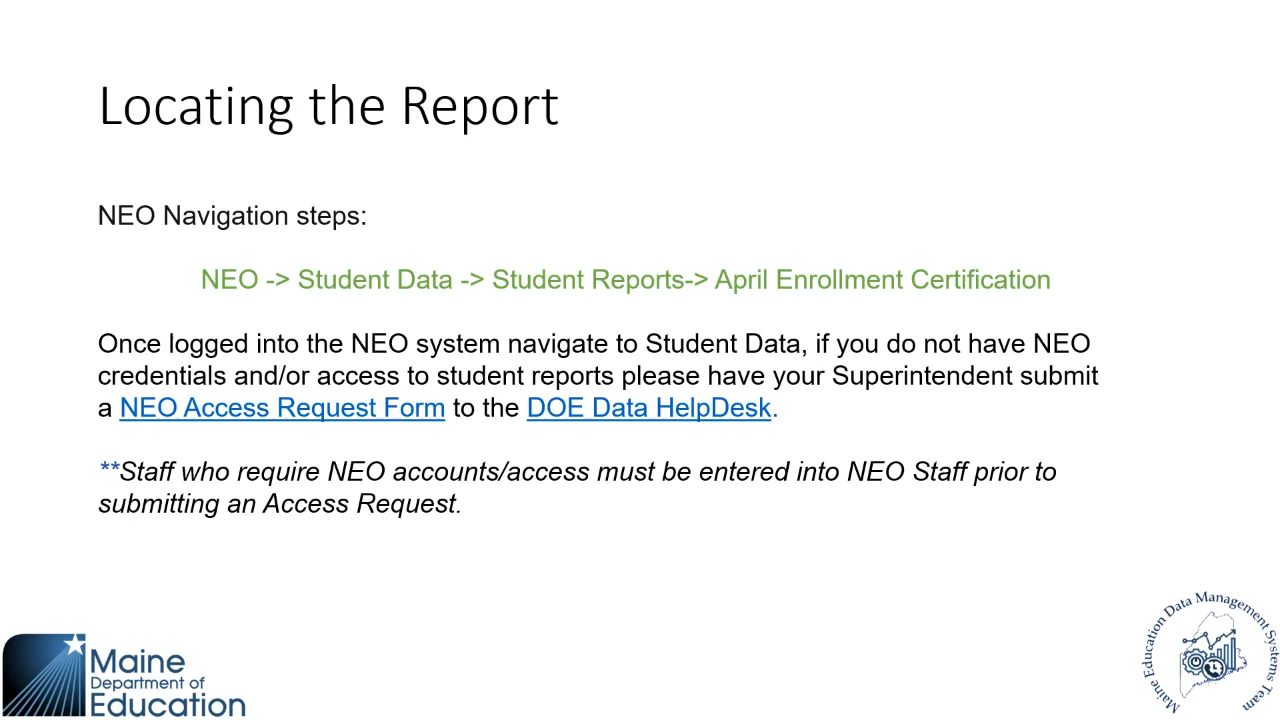 Locating the Report
NEO Navigation steps:
NEO -> Student Data -> Student Reports-> April Enrollment Certification
Once logged into the NEO system navigate to Student Data, if you do not have NEO
credentials and/or access to student reports please have your Superintendent submit
a NEO Access Request Form to the DOE Data HelpDesk.
**Staff who require NEO accounts/access must be entered into NEO Staff prior to
submitting an Access Request.
Maine
Department of
Education
Maine Education Data Management Systems Team